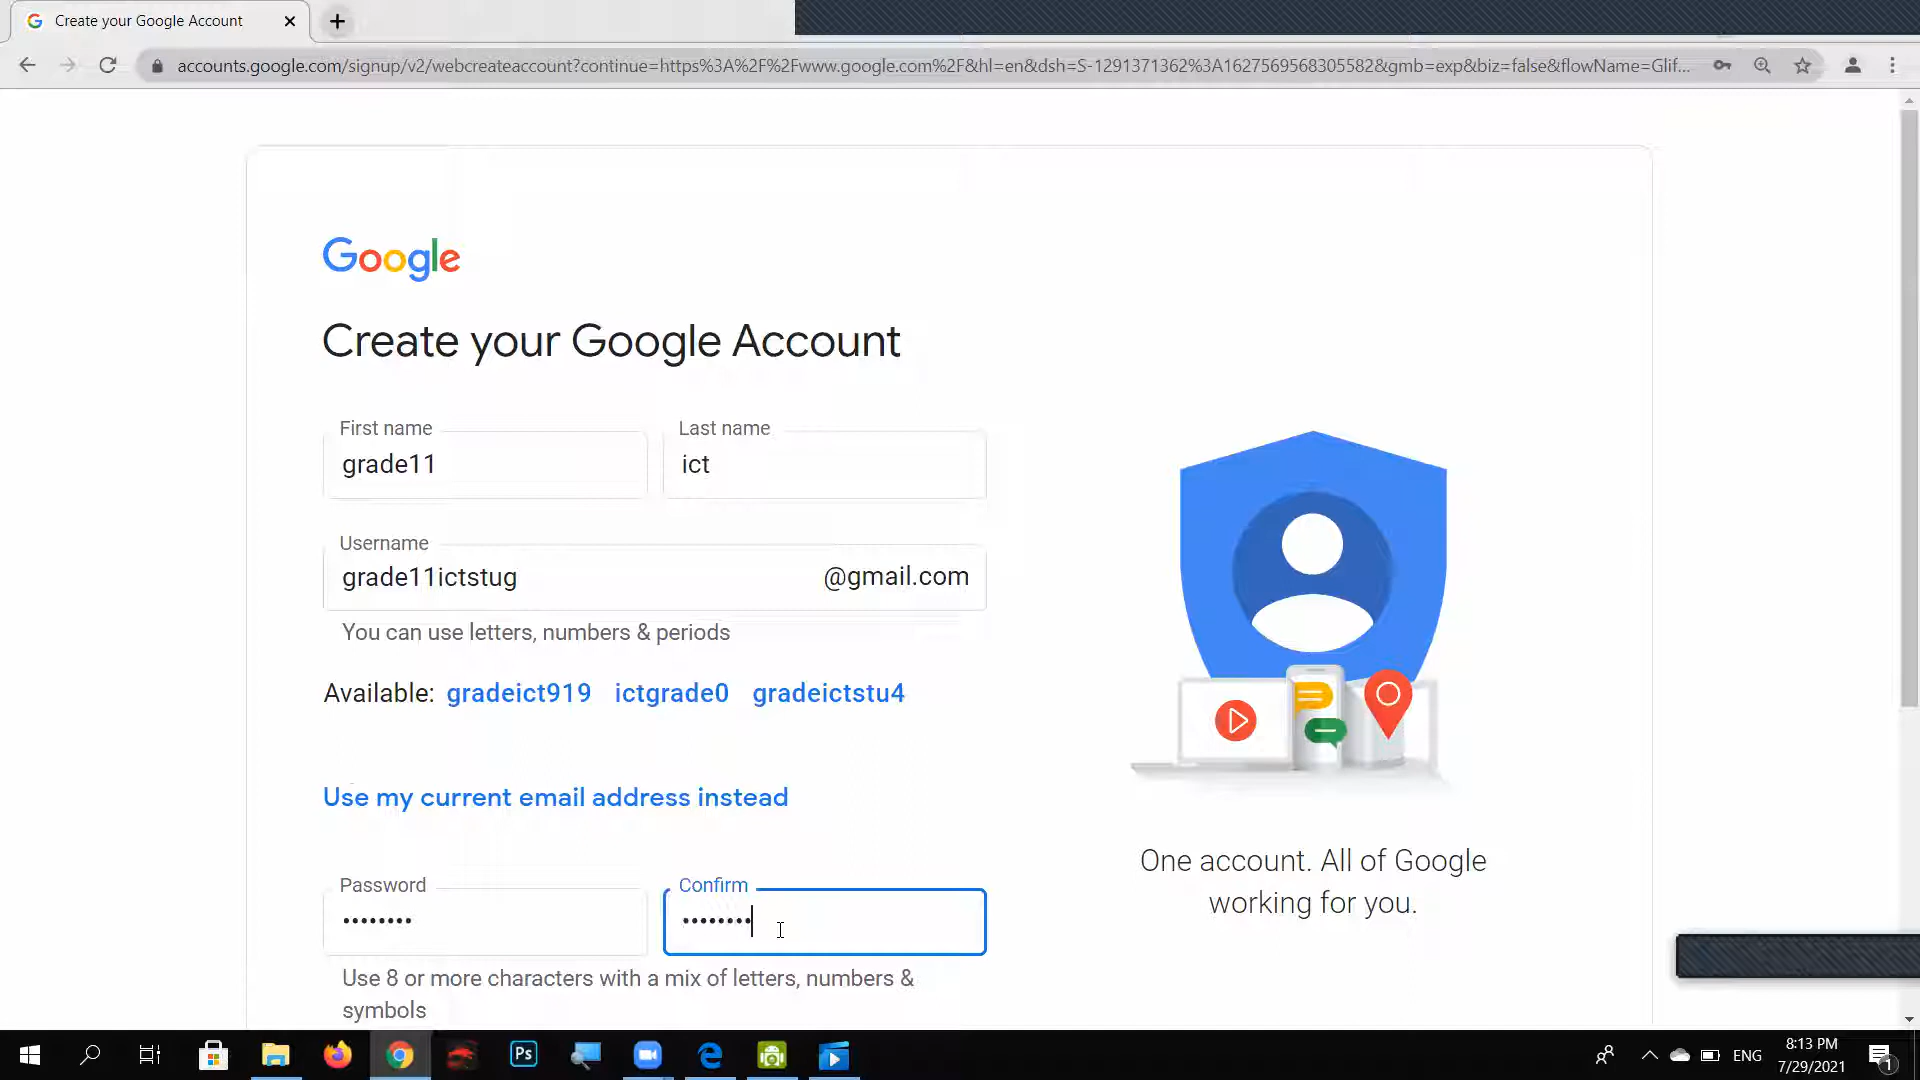 Create your Google Account
accounts.google.com/signup/v2/webcreateaccount?continue=https%3A%2F%2Fwww.google.com%2F&hl=en&dsh=S-1291371362%3A1627569568305582&gmb=exp&biz=false&flowName=Glif...
Google
Create your Google Account
First name
Last name
grade11
ict
Username
grade11ictstug
@gmail.com
You can use letters, numbers & periods
Available: gradeict919 ictgrade0 gradeictstu4
Use my current email address instead
Password
Confirm
••••••••
••••••••
Use 8 or more characters with a mix of letters, numbers &
symbols
One account. All of Google
working for you.
Ps
ENG
8:13 PM
7/29/2021
1